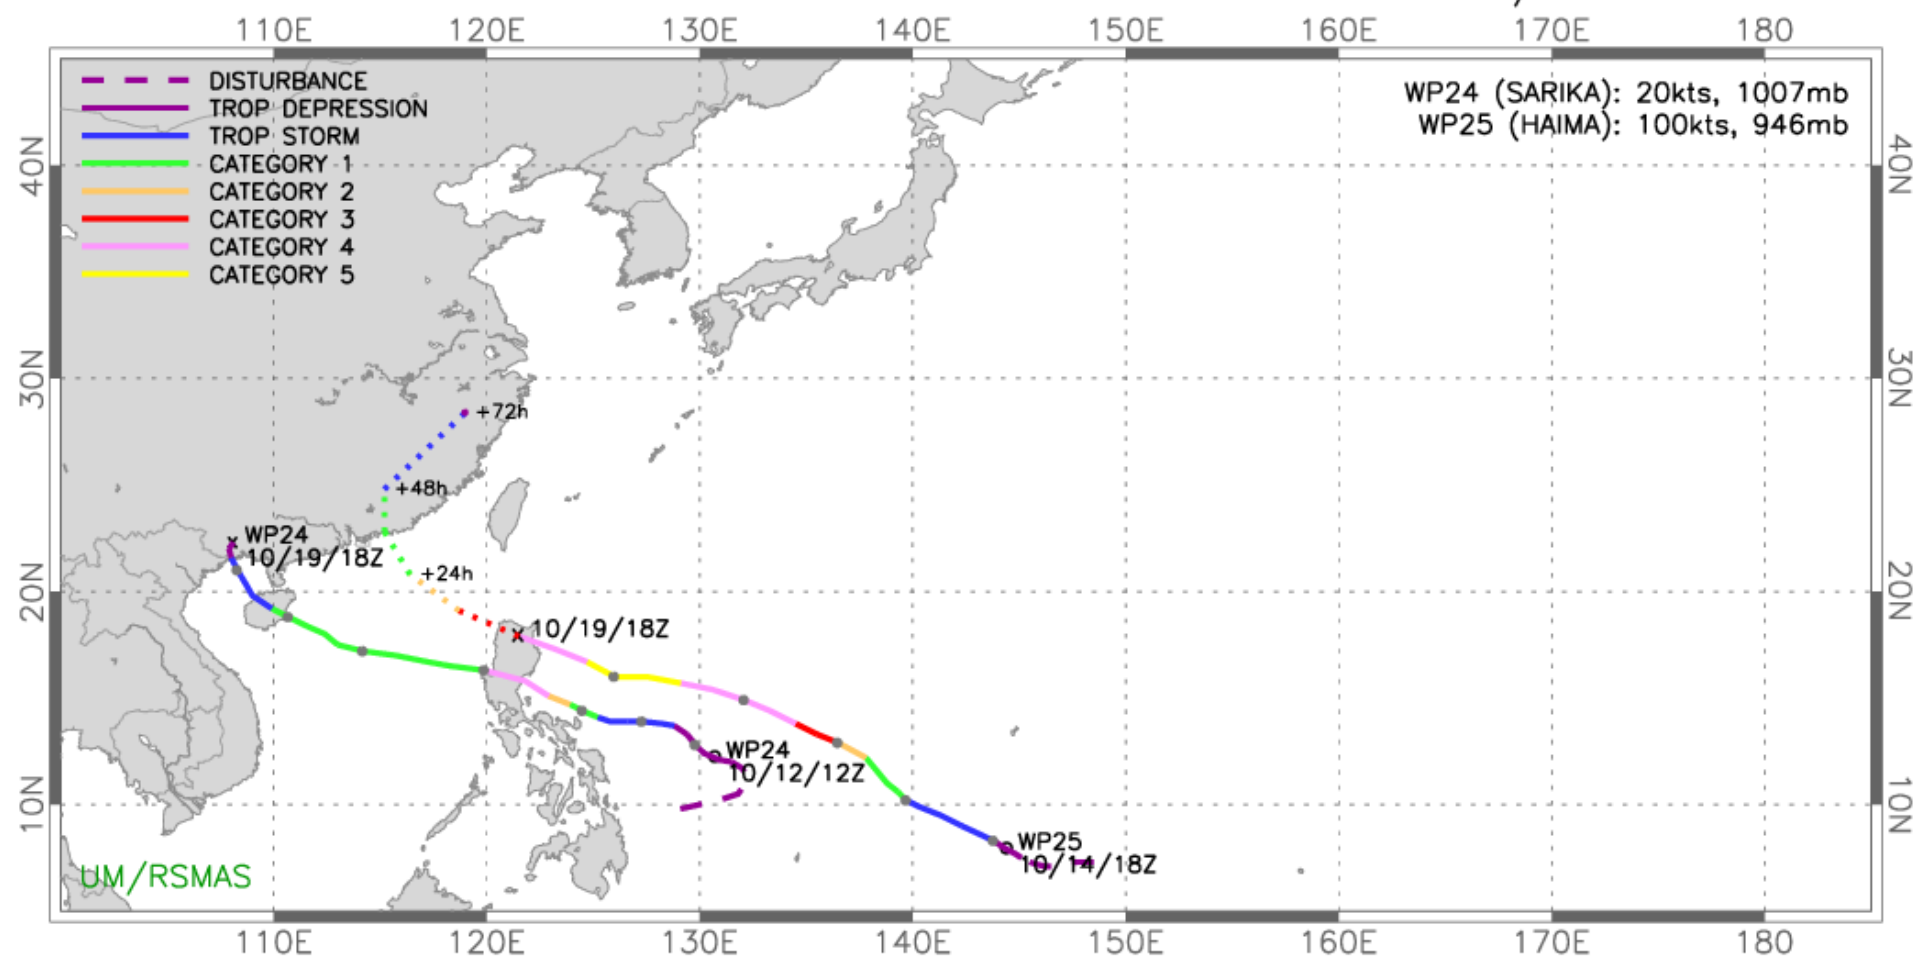 110E 120E 130E 140E 150E 160E 170E 180
DISTURBANCE
TROP DEPRESSION
TROP STORM
CATEGORY 1
CATEGORY 2
CATEGORY 3
CATEGORY 4
CATEGORY 5
WP24 (SARIKA): 20kts, 1007mb
WP25 (HAIMA): 100kts, 946mb
40N
40N
30N
30N
20N
20N
10N
10N
+72h
+48h
WP24
10/19/18Z
+24h
10/19/18Z
WP24
10/12/12Z
WP25
10/14/18Z
UM/RSMAS
110E 120E 130E 140E 150E 160E 170E 180